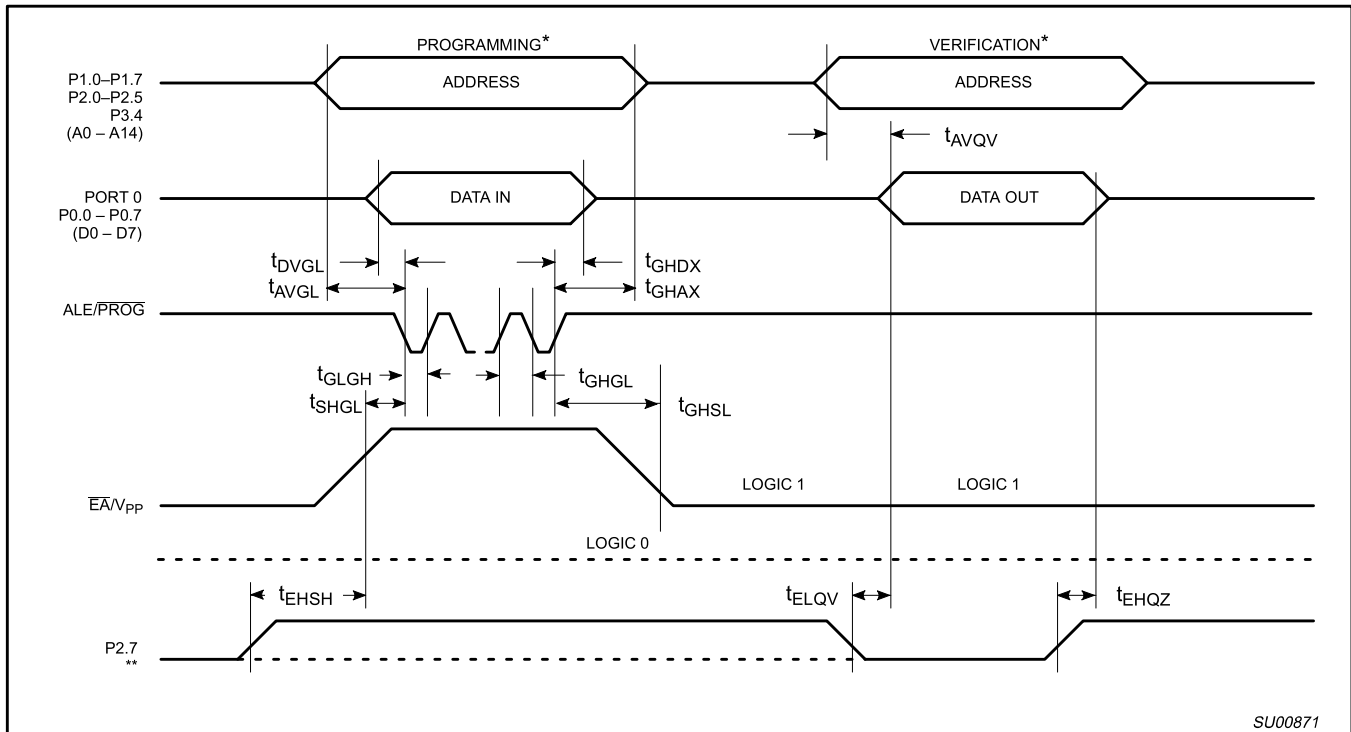 PROGRAMMING*
VERIFICATION*
P1.0–P1.7
P2.0–P2.5
P3.4
(A0 – A14)
ADDRESS
ADDRESS
tAVQV
PORT 0
P0.0 – P0.7
(D0 – D7)
DATA IN
DATA OUT
tDVGL
tGHDX
tAVGL
tGHAX
ALE/PROG
tGLGH
tGHGL
tSHGL
tGHSL
LOGIC 1
LOGIC 1
EA/VPP
LOGIC 0
tEHSH
tELQV
tEHQZ
P2.7
**
SU00871